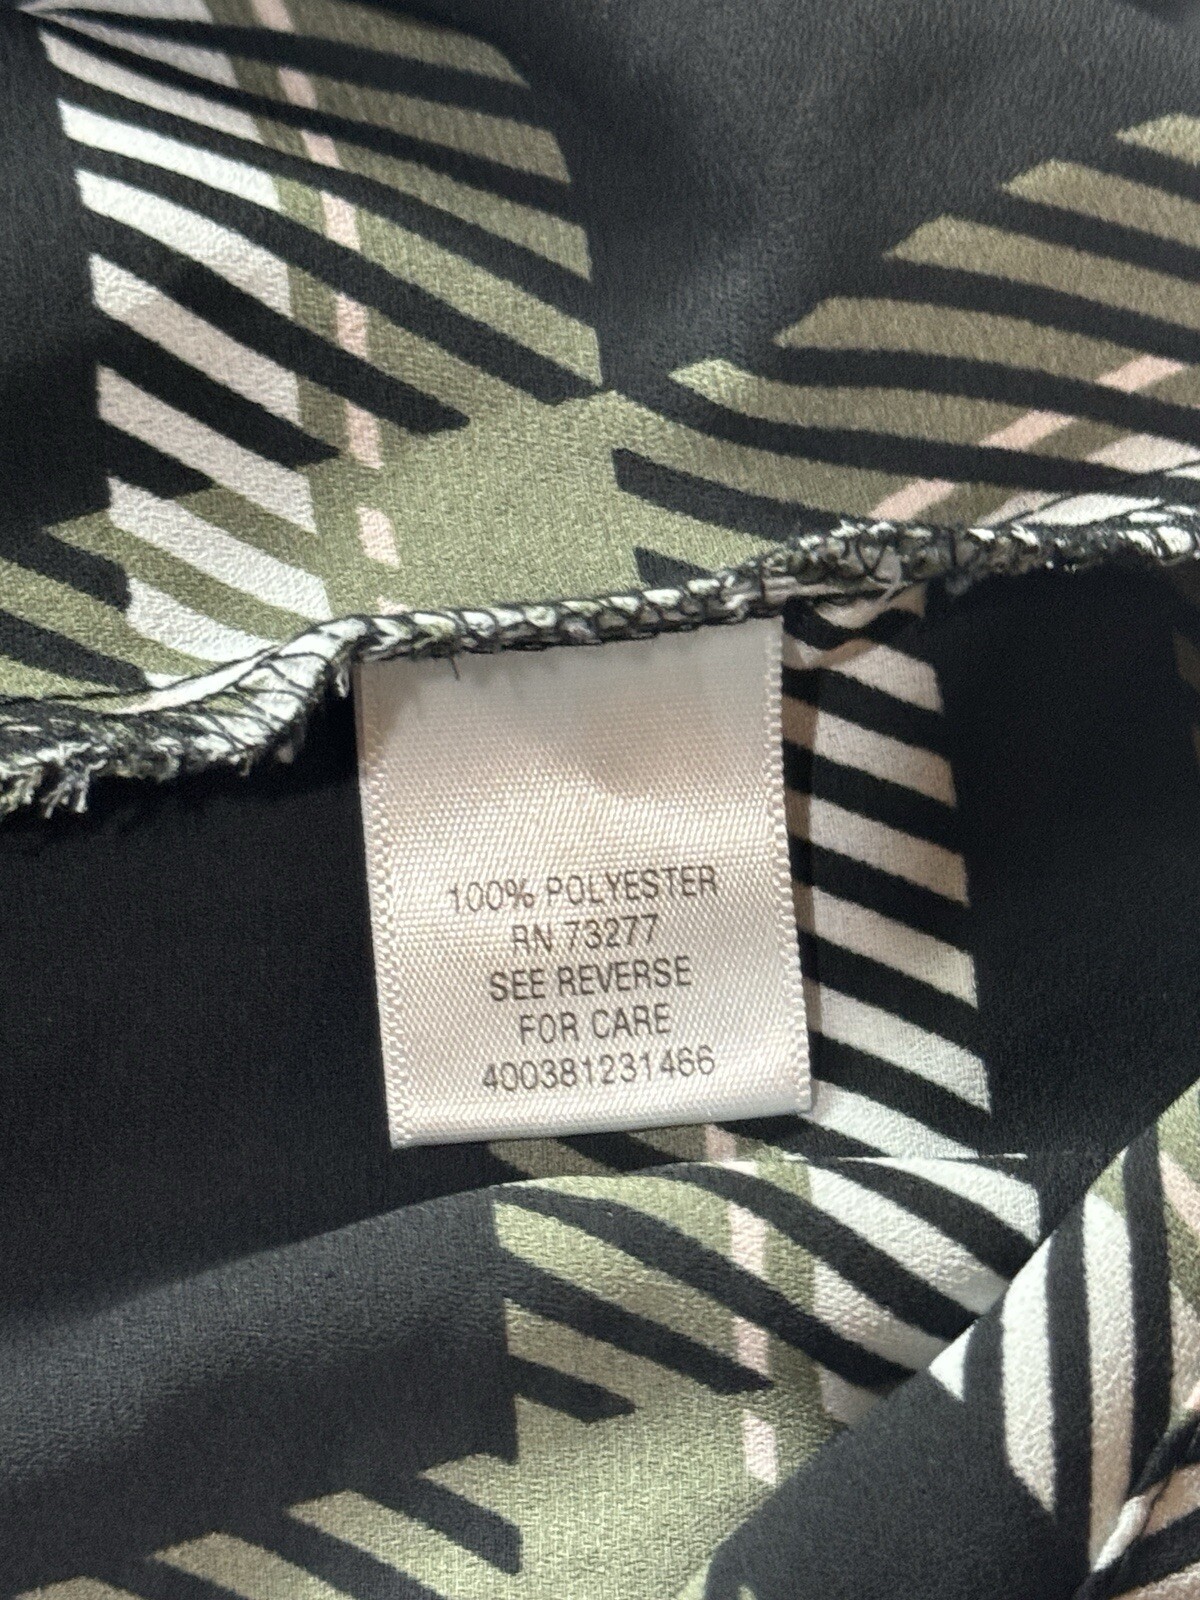 100% POLYESTER
RN 73277
SEE REVERSE
FOR CARE
400381231466